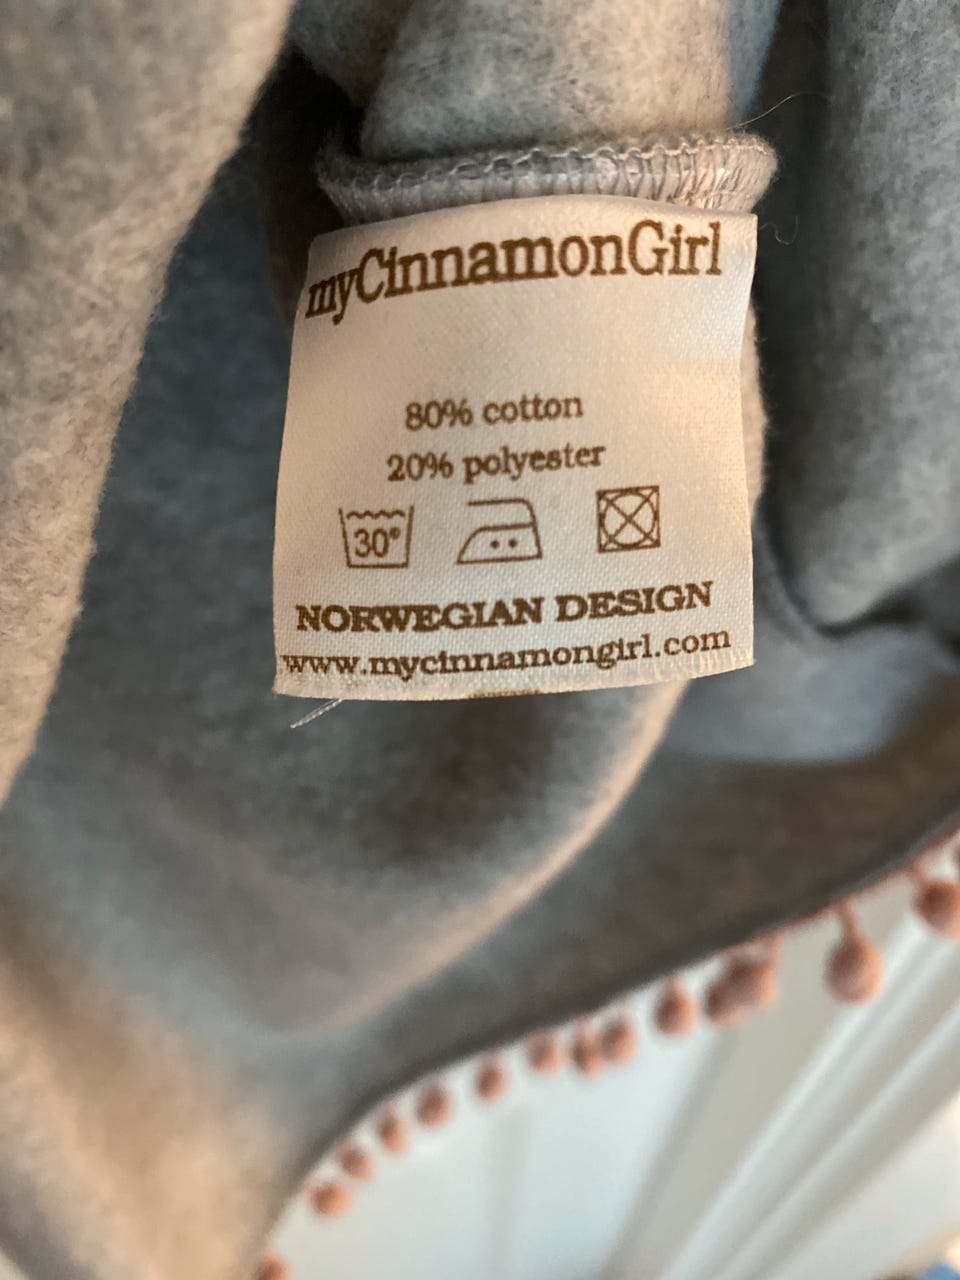 myCinnamonGirl
80% cotton
20% polyester
30°
NORWEGIAN DESIGN
www.mycinnamongirl.com